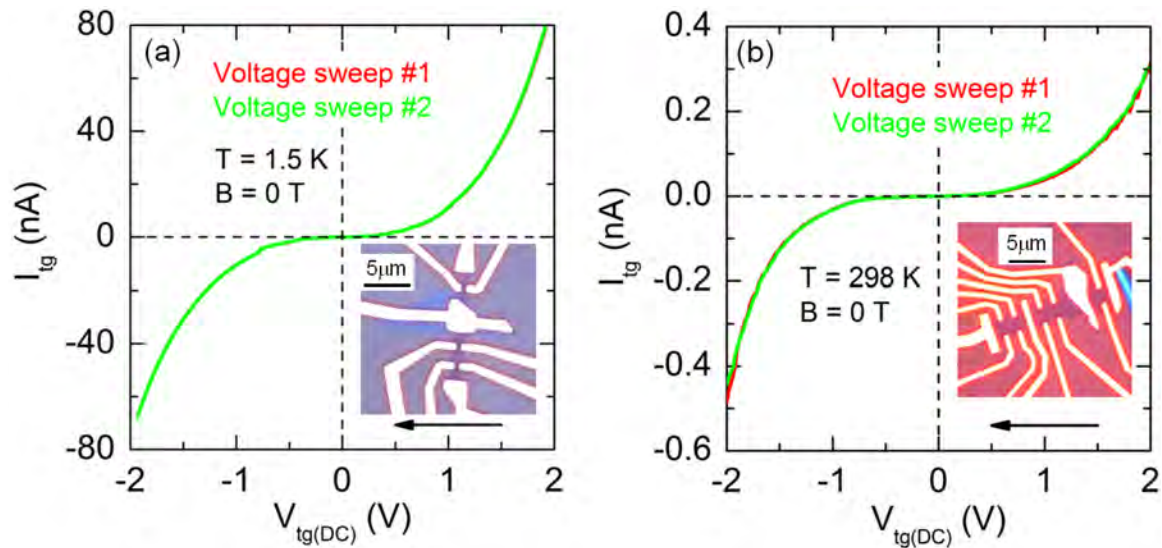 (a)
Voltage sweep #1
Voltage sweep #2
T = 1.5 K
B = 0 T
5μm
80
40
0
-40
-80
-2
-1
0
1
2
I_tg (nA)
V_tg(DC) (V)
(b)
Voltage sweep #1
Voltage sweep #2
5μm
T = 298 K
B = 0 T
0.4
0.2
0.0
-0.2
-0.4
-0.6
-2
-1
0
1
2
I_tg (nA)
V_tg(DC) (V)